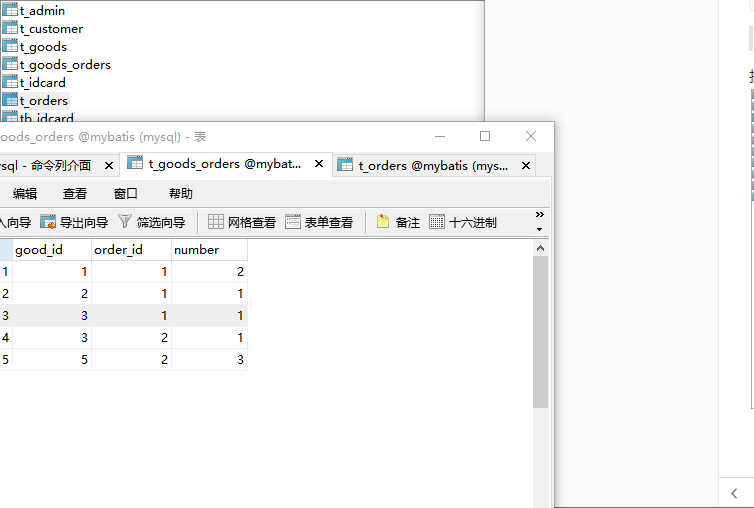 t_admin
t_customer
t_goods
t_goods_orders
t_idcard
t_orders
tb_idcard
oods_orders @mybatis (mysql) - 表
sql - 命令列介面 t_goods_orders @mybat... t_orders @mybatis (mys...
编辑 查看 窗口 帮助
入向导 导出向导 筛选向导 网格查看 表单查看 备注 十六进制
good_id order_id number
1 1 1 2
2 2 1 1
3 3 1 1
4 3 2 1
5 5 2 3